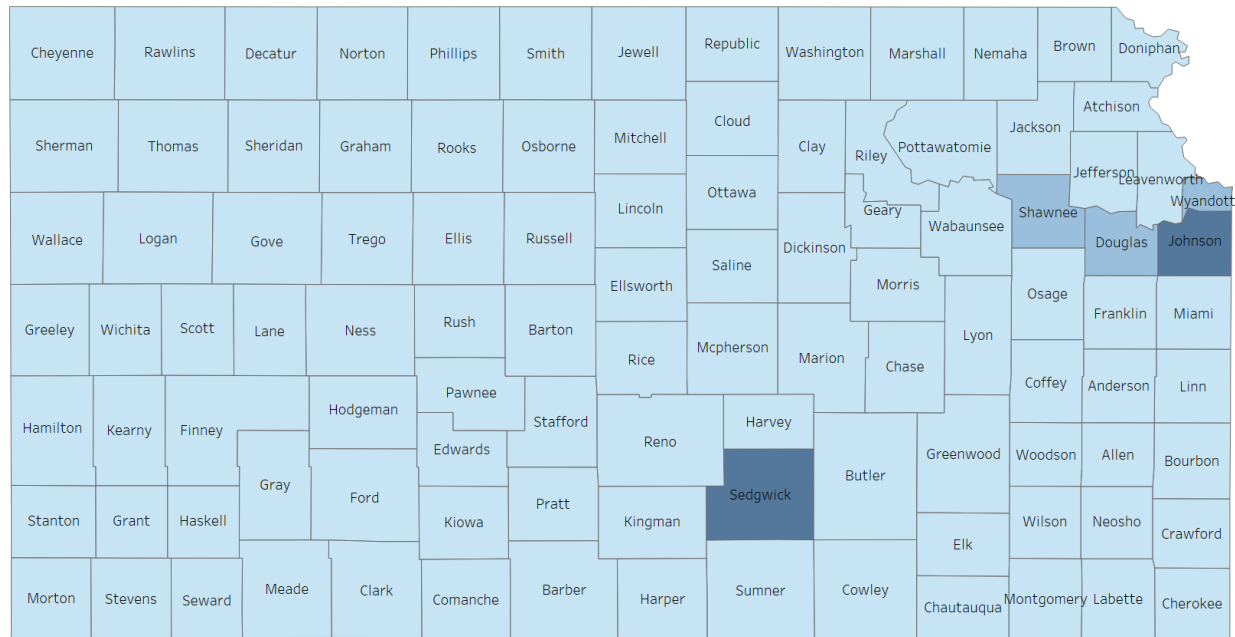 Cheyenne
Rawlins
Decatur
Norton
Phillips
Smith
Jewell
Republic
Washington
Marshall
Nemaha
Brown
Doniphan
Sherman
Thomas
Sheridan
Graham
Rooks
Osborne
Mitchell
Cloud
Clay
Riley
Pottawatomie
Jackson
Atchison
Jefferson
Leavenworth
Wyandott
Lincoln
Ottawa
Geary
Wabaunsee
Shawnee
Douglas
Johnson
Wallace
Logan
Gove
Trego
Ellis
Russell
Ellsworth
Saline
Dickinson
Morris
Osage
Franklin
Miami
Greeley
Wichita
Scott
Lane
Ness
Rush
Barton
Rice
Mcpherson
Marion
Chase
Lyon
Coffey
Anderson
Linn
Hamilton
Kearny
Finney
Hodgeman
Pawnee
Stafford
Edwards
Reno
Harvey
Butler
Greenwood
Woodson
Allen
Bourbon
Gray
Ford
Sedgwick
Stanton
Grant
Haskell
Kiowa
Pratt
Kingman
Elk
Wilson
Neosho
Crawford
Morton
Stevens
Seward
Meade
Clark
Comanche
Barber
Harper
Sumner
Cowley
Chautauqua
Montgomery
Labette
Cherokee